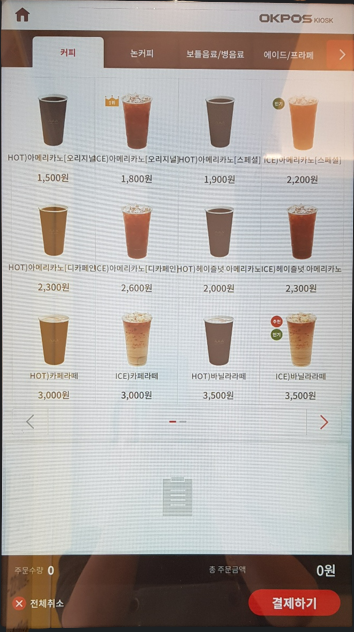 OKPOS KIOSK
커피 논커피 보틀음료/병음료 에이드/프라페
HOT)아메리카노[오리지널 ICE)아메리카노[오리지널] HOT)아메리카노[스페셜] ICE)아메리카노[스페셜]
1,500원 1,800원 1,900원 2,200원
HOT)아메리카노[디카페인 ICE)아메리카노[디카페인] HOT)헤이즐넛 아메리카노 ICE)헤이즐넛 아메리카노
2,300원 2,600원 2,000원 2,300원
HOT)카페라떼 ICE)카페라떼 HOT)바닐라라떼 ICE)바닐라라떼
3,000원 3,000원 3,500원 3,500원
주문수량 0 총 주문금액 0원
전체취소 결제하기